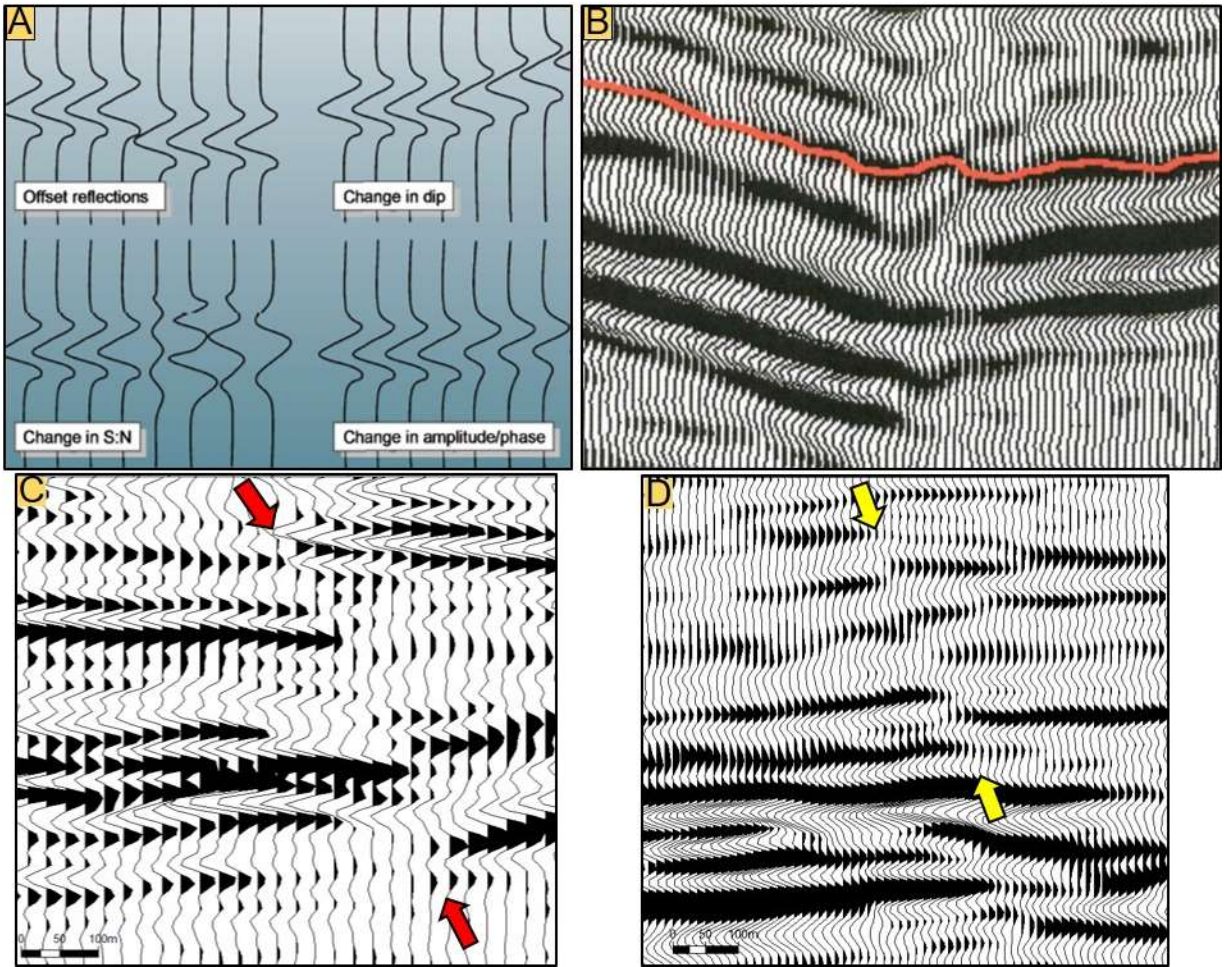 A
B
Offset reflections
Change in dip
Change in S:N
Change in amplitude/phase
C
D
0 50 100m
0 50 100m